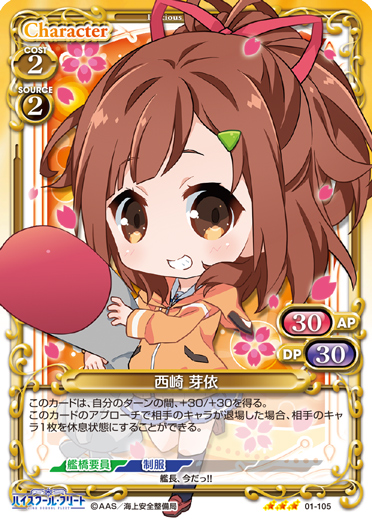 Precious
Character
COST
2
SOURCE
2
30 AP
DP 30
西崎 芽依
このカードは、自分のターンの間、+30/+30を得る。
このカードのアプローチで相手のキャラが退場した場合、相手のキャ
ラ1枚を休息状態にすることができる。
艦橋要員 制服
艦長、今だっ!!
ハイスクール・フリート
©AAS/海上安全整備局
01-105